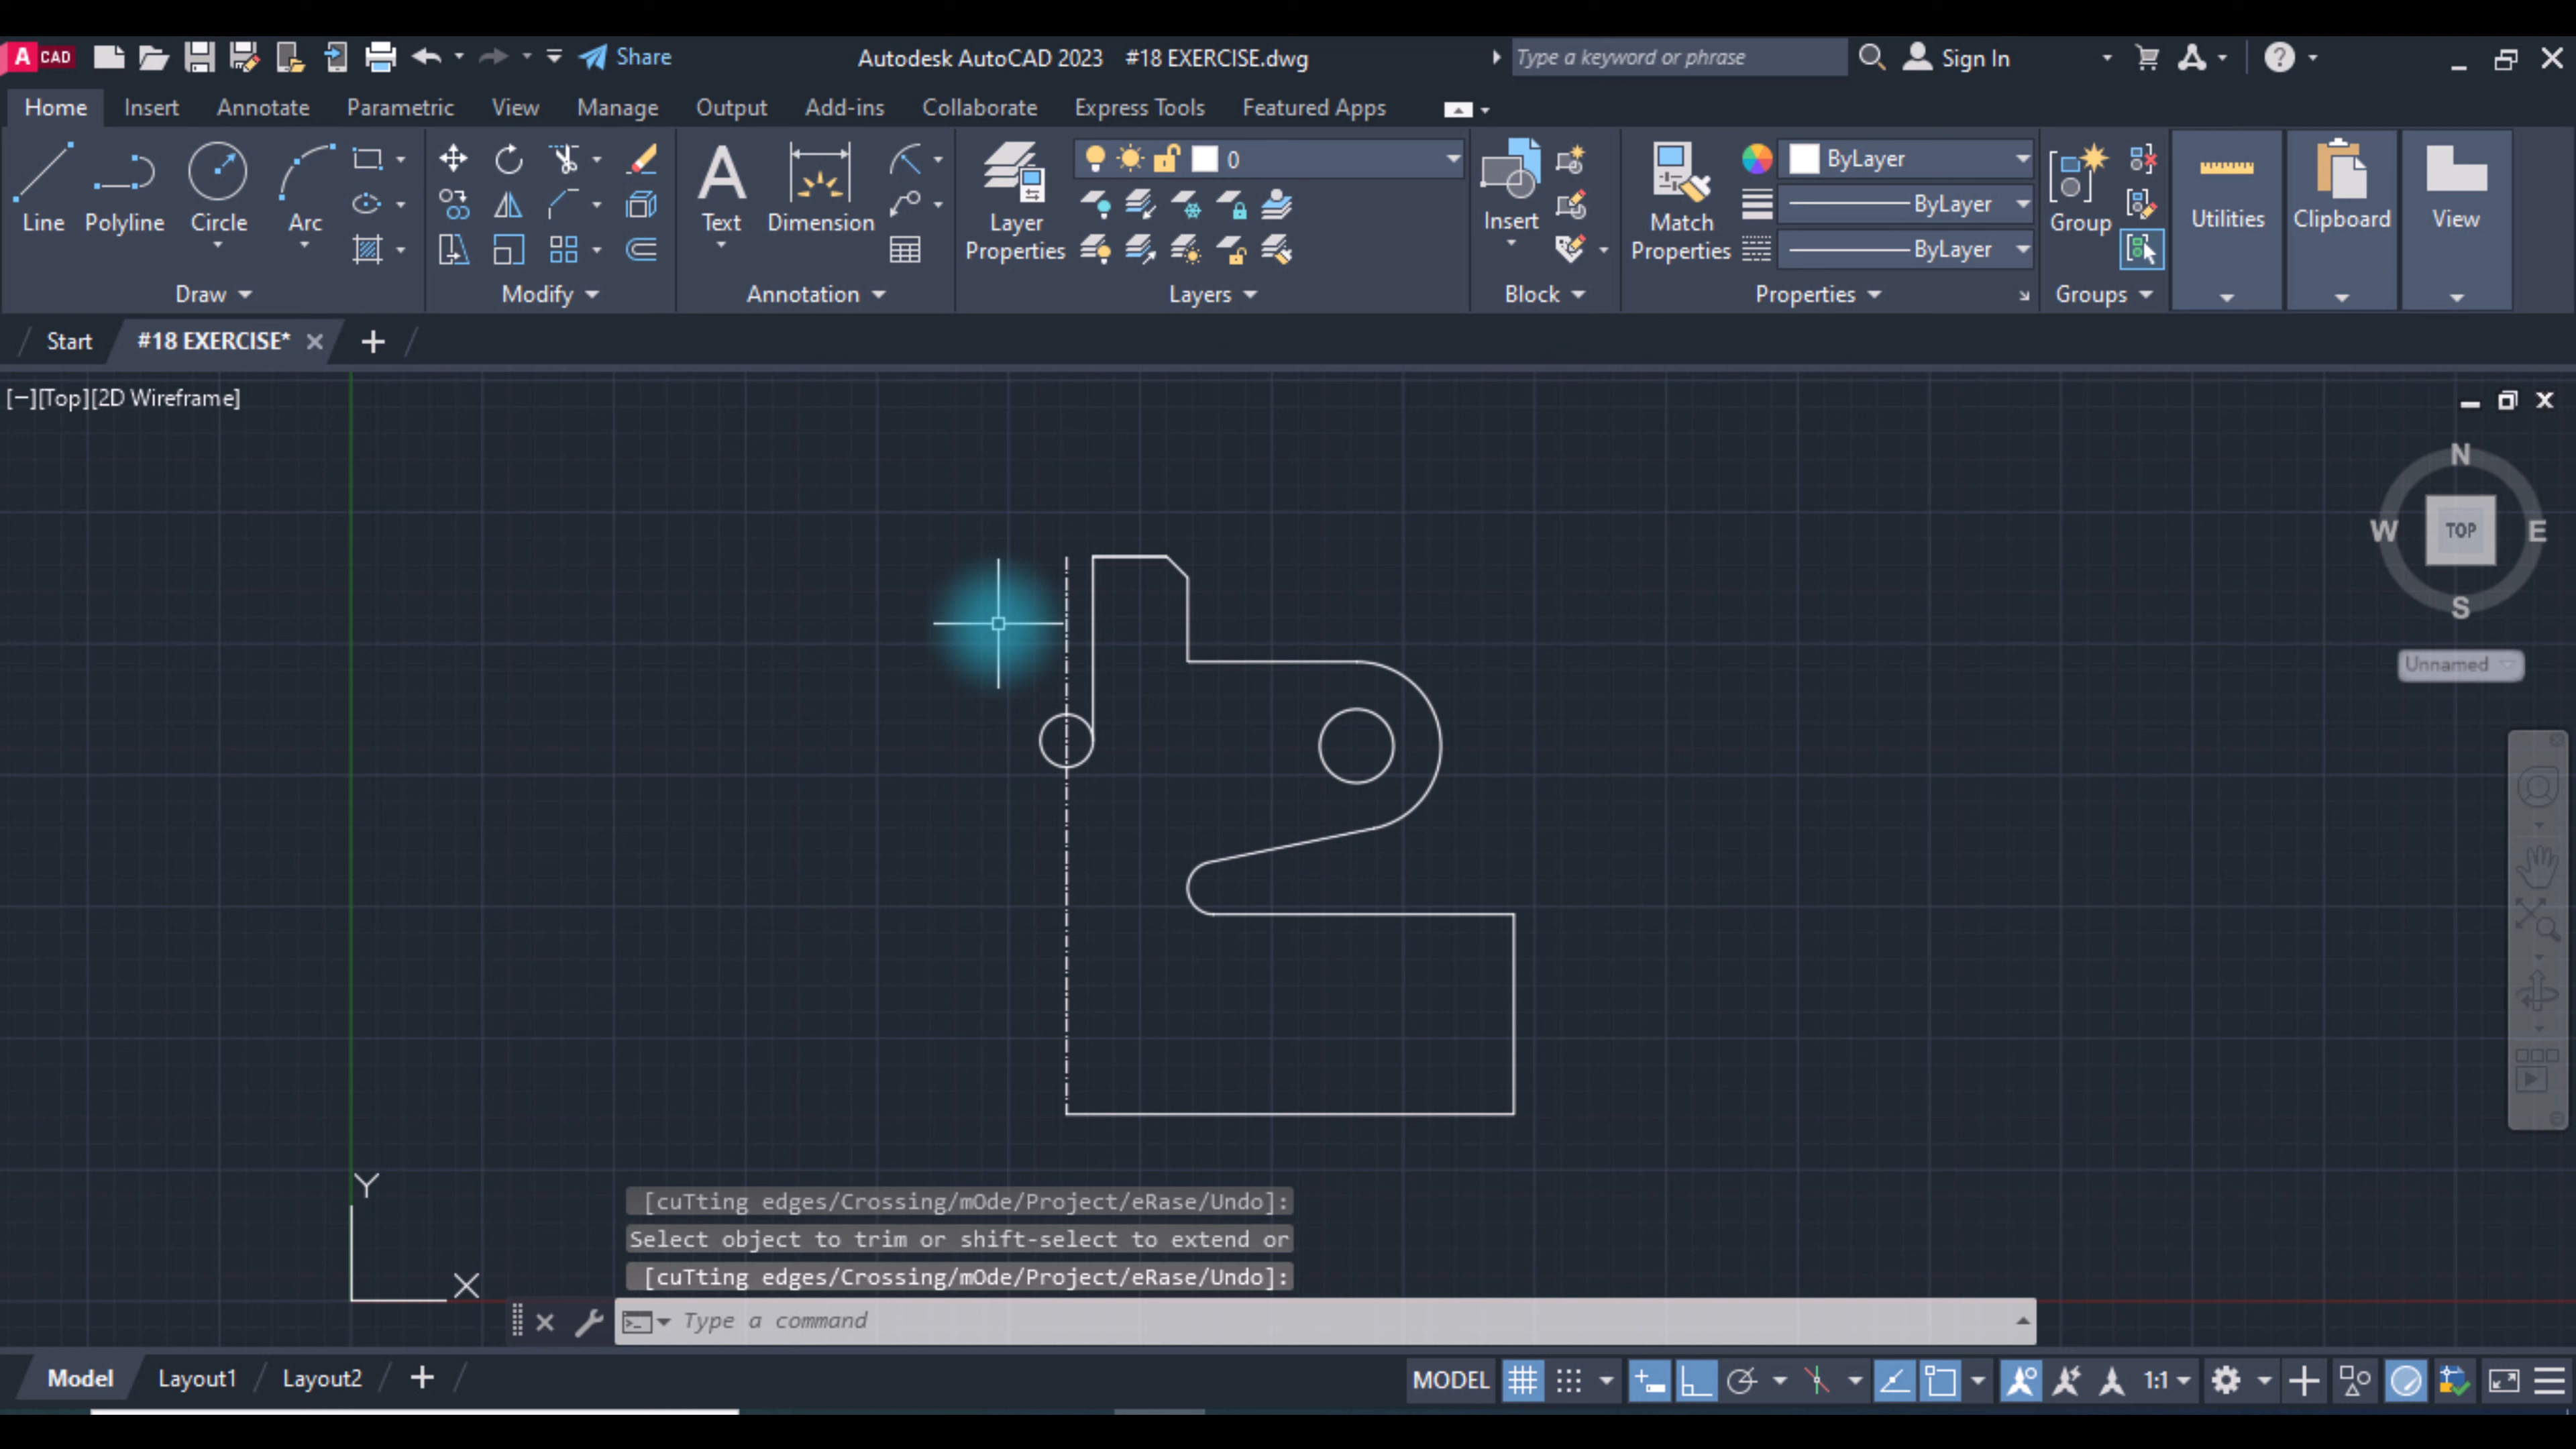 A CAD Share Autodesk AutoCAD 2023 #18 EXERCISE.dwg Type a keyword or phrase Sign In
Home Insert Annotate Parametric View Manage Output Add-ins Collaborate Express Tools Featured Apps
Line Polyline Circle Arc
Draw
Modify
A
Text Dimension
Annotation
Layer Properties
0
Layers
Insert
Block
Match Properties
ByLayer
ByLayer
ByLayer
Properties
Group
Groups
Utilities
Clipboard
View
Start #18 EXERCISE*
[−][Top][2D Wireframe]
N
W TOP E
S
Unnamed
Y
X
[cuTting edges/Crossing/mOde/Project/eRase/Undo]:
Select object to trim or shift-select to extend or
[cuTting edges/Crossing/mOde/Project/eRase/Undo]:
Type a command
Model Layout1 Layout2
MODEL 1:1